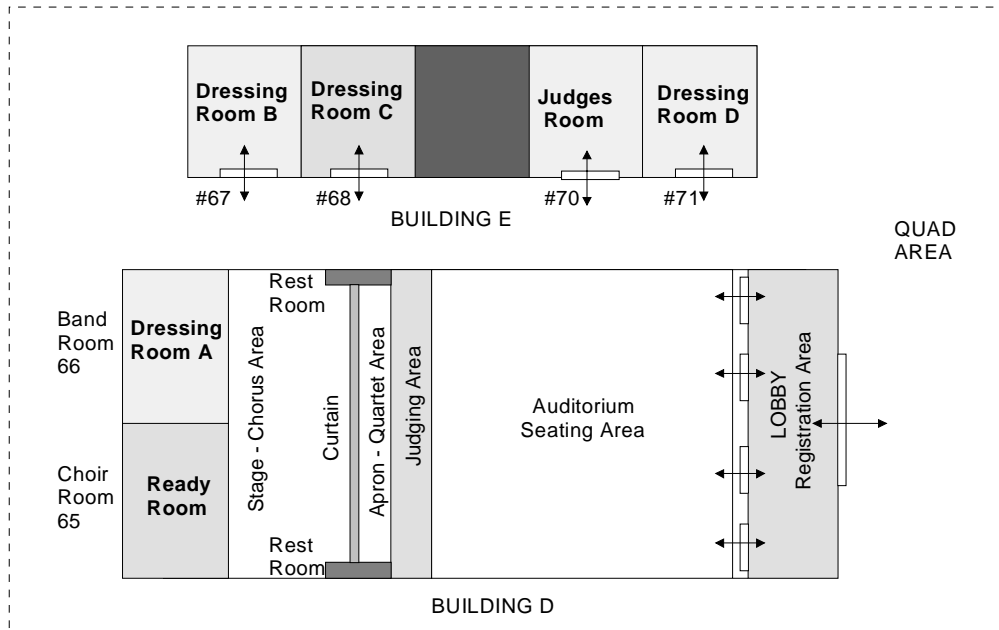 Dressing
Room B
Dressing
Room C
Judges
Room
Dressing
Room D
#67
#68
#70
#71
BUILDING E
QUAD
AREA
Band
Room
66
Dressing
Room A
Choir
Room
65
Ready
Room
Stage - Chorus Area
Rest
Room
Curtain
Rest
Room
Apron - Quartet Area
Judging Area
Auditorium
Seating Area
LOBBY
Registration Area
BUILDING D